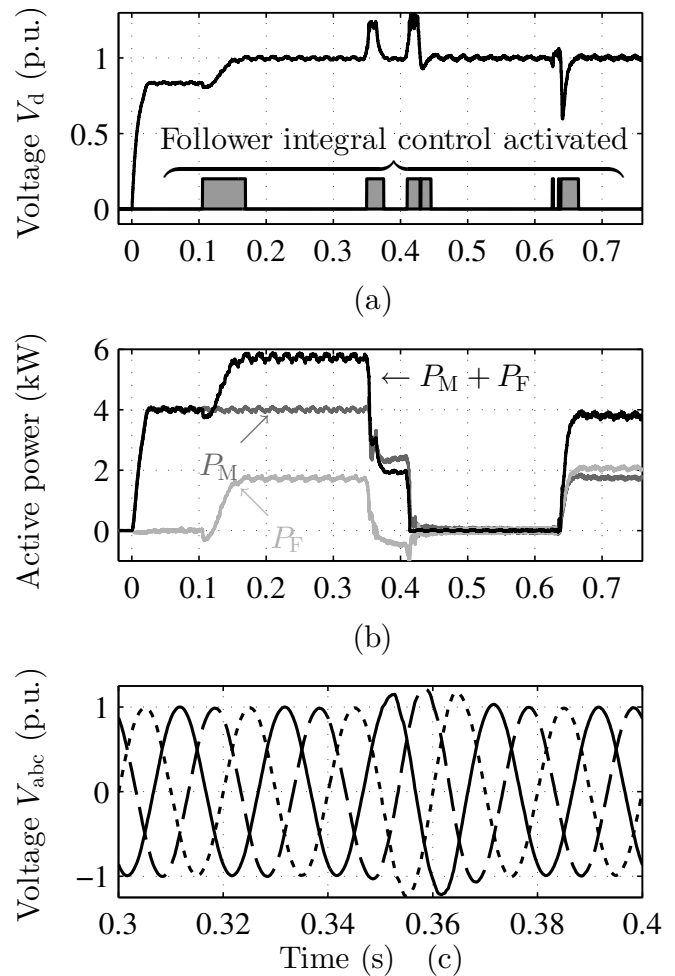 Voltage V_d (p.u.)
1
0.5
0
Follower integral control activated
0 0.1 0.2 0.3 0.4 0.5 0.6 0.7
(a)
Active power (kW)
6
4
2
0
← P_M + P_F
P_M
P_F
0 0.1 0.2 0.3 0.4 0.5 0.6 0.7
(b)
Voltage V_abc (p.u.)
1
0
−1
0.3 0.32 0.34 0.36 0.38 0.4
Time (s) (c)